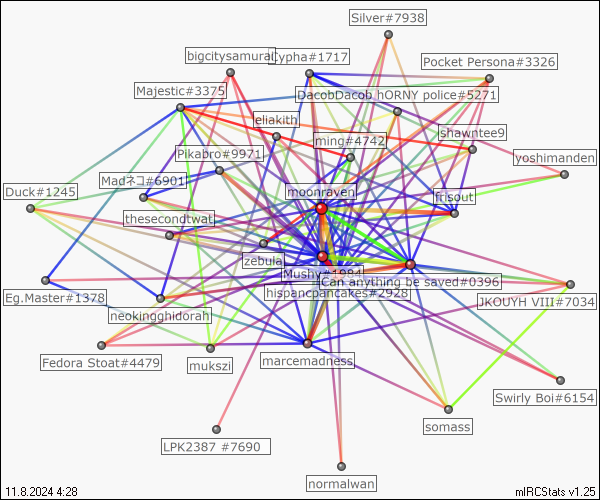 Silver#7938
bigcitysamurai
Cypha#1717
Pocket Persona#3326
Majestic#3375
DacobDacob hORNY police#5271
eliakith
ming#4742
shawntee9
Pikabro#9971
yoshimanden
Madネコ#6901
Duck#1245
moonraven
frisout
thesecondtwat
zebula
Mushy#1984
Can anything be saved#0396
hispancpancakes#2928
Eg.Master#1378
JKOUYH VIII#7034
neokingghidorah
Fedora Stoat#4479
mukszi
marcemadness
Swirly Boi#6154
somass
LPK2387 #7690
normalwan
11.8.2024 4:28
mIRCStats v1.25